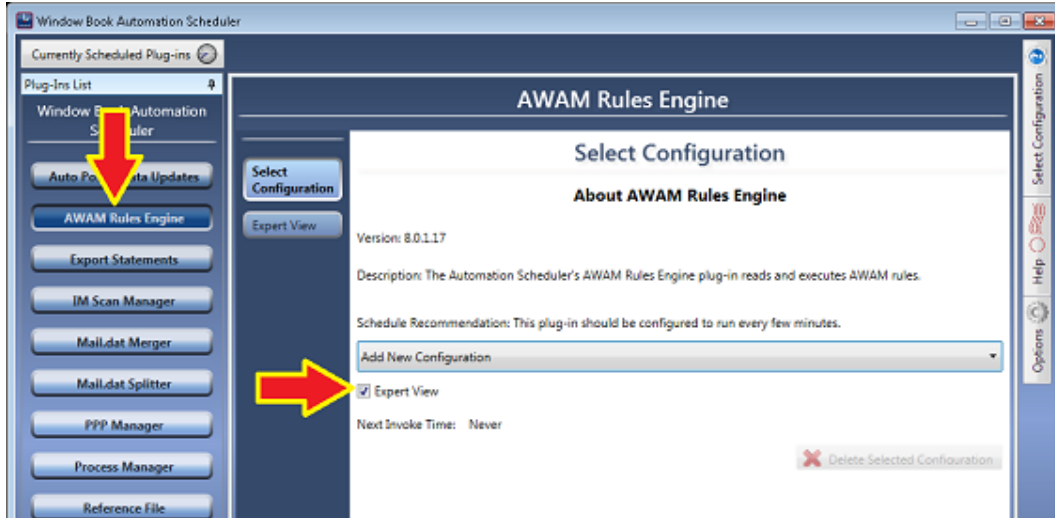 Window Book Automation Scheduler
Currently Scheduled Plug-ins
Plug-Ins List
Window Automation
AWAM Rules Engine
Select Configuration
Select
Configuration
About AWAM Rules Engine
Auto Updates
AWAM Rules Engine
Expert View
Version: 8.0.1.17
Export Statements
Description: The Automation Scheduler's AWAM Rules Engine plug-in reads and executes AWAM rules.
IM Scan Manager
Schedule Recommendation: This plug-in should be configured to run every few minutes.
Mail.dat Merger
Add New Configuration
Mail.dat Splitter
Expert View
PPP Manager
Next Invoke Time: Never
Process Manager
Delete Selected Configuration
Reference File
Select Configuration
Help
Options